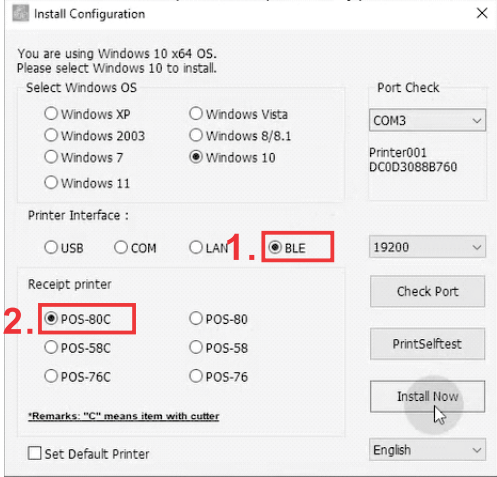 Install Configuration
You are using Windows 10 x64 OS.
Please select Windows 10 to install.
Select Windows OS
Windows XP
Windows Vista
Windows 2003
Windows 8/8.1
Windows 7
Windows 10
Windows 11
Port Check
COM3
Printer001
DC0D3088B760
Printer Interface :
USB
COM
LAN
1.
BLE
19200
Receipt printer
Check Port
2.
POS-80C
POS-80
POS-58C
POS-58
PrintSelftest
POS-76C
POS-76
Install Now
*Remarks: "C" means item with cutter
Set Default Printer
English